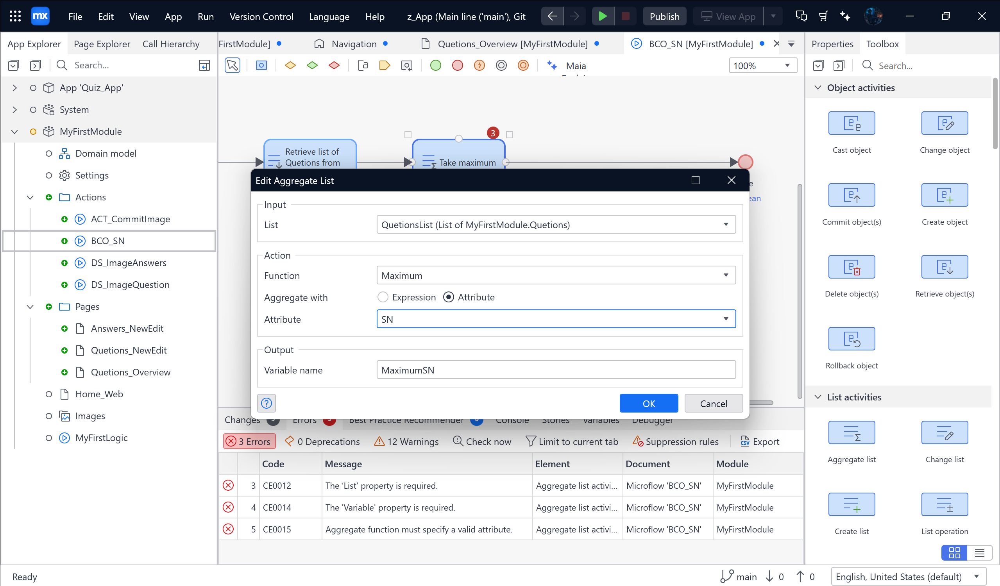 mx File Edit View App Run Version Control Language Help z_App (Main line ('main'), Git Publish View App
App Explorer Page Explorer Call Hierarchy
FirstModule] Navigation Quetions_Overview [MyFirstModule] BCO_SN [MyFirstModule]
Properties Toolbox
Search...
Maia
100%
Search...
App 'Quiz_App'
System
MyFirstModule
Domain model
Settings
Actions
ACT_CommitImage
BCO_SN
DS_ImageAnswers
DS_ImageQuestion
Pages
Answers_NewEdit
Quetions_NewEdit
Quetions_Overview
Home_Web
Images
MyFirstLogic
Retrieve list of
Quetions from
3
Take maximum
e
ean
Edit Aggregate List
Input
List QuetionsList (List of MyFirstModule.Quetions)
Action
Function Maximum
Aggregate with Expression Attribute
Attribute SN
Output
Variable name MaximumSN
? OK Cancel
Changes Errors Best Practice Recommender Console Stories Variables Debugger
3 Errors 0 Deprecations 12 Warnings Check now Limit to current tab Suppression rules CSV Export
Code Message Element Document Module
3 CE0012 The ‘List’ property is required. Aggregate list activi... Microflow 'BCO_SN' MyFirstModule
4 CE0014 The 'Variable' property is required. Aggregate list activi... Microflow 'BCO_SN' MyFirstModule
5 CE0015 Aggregate function must specify a valid attribute. Aggregate list activi... Microflow 'BCO_SN' MyFirstModule
Object activities
Cast object Change object
Commit object(s) Create object
Delete object(s) Retrieve object(s)
Rollback object
List activities
Aggregate list Change list
Create list List operation
Ready main 0 0 English, United States (default)